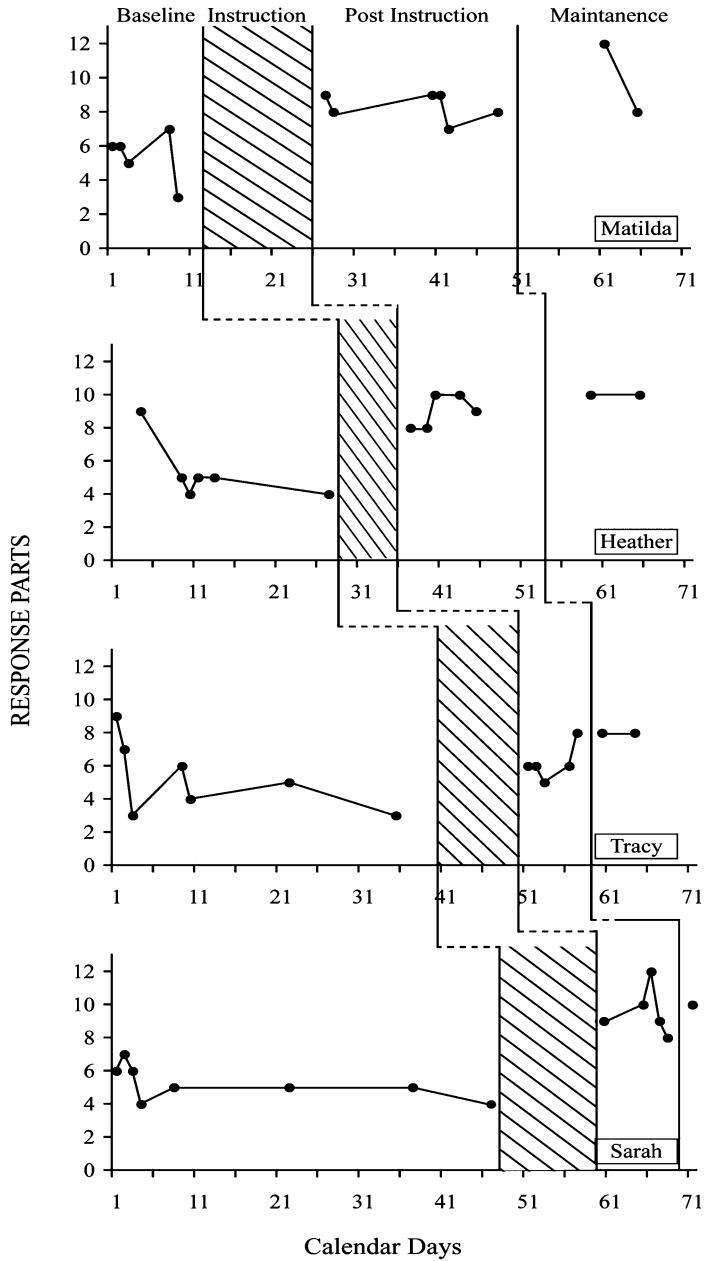 Baseline Instruction Post Instruction Maintanence
12
10
8
6
4
2
0
Matilda
1 11 21 31 41 51 61 71
12
10
8
6
4
2
0
Heather
1 11 21 31 41 51 61 71
RESPONSE PARTS
12
10
8
6
4
2
0
Tracy
1 11 21 31 41 51 61 71
12
10
8
6
4
2
0
Sarah
1 11 21 31 41 51 61 71
Calendar Days